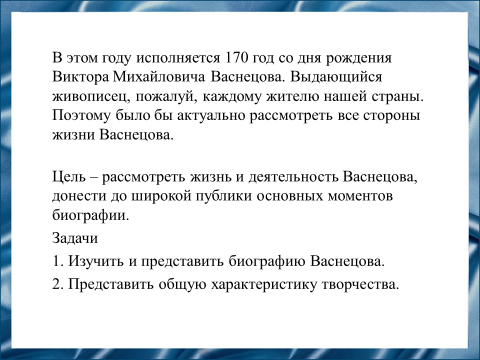 В этом году исполняется 170 год со дня рождения
Виктора Михайловича Васнецова. Выдающийся
живописец, пожалуй, каждому жителю нашей страны.
Поэтому было бы актуально рассмотреть все стороны
жизни Васнецова.
Цель – рассмотреть жизнь и деятельность Васнецова,
донести до широкой публики основных моментов
биографии.
Задачи
1. Изучить и представить биографию Васнецова.
2. Представить общую характеристику творчества.